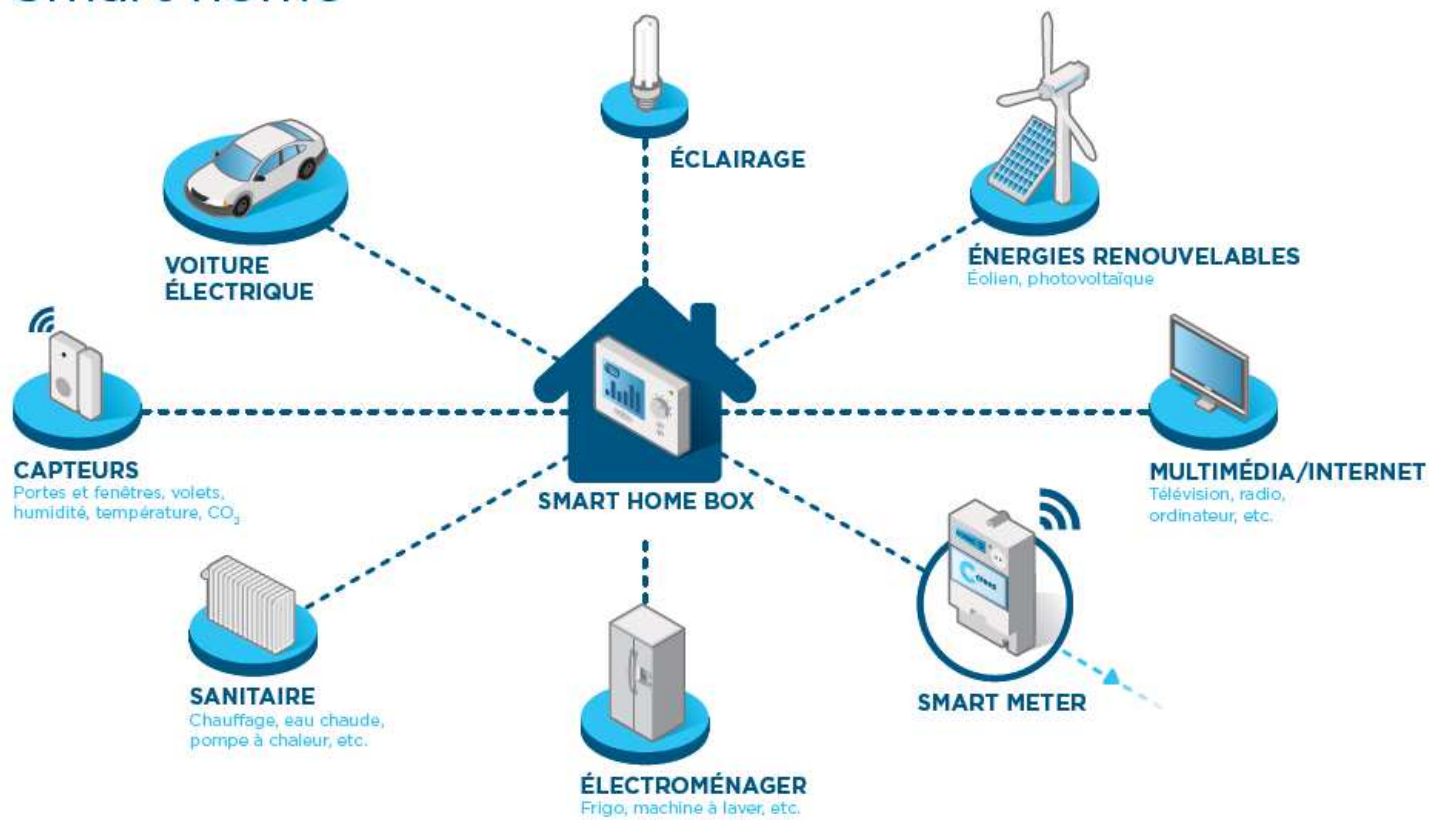 Smart home
ÉCLAIRAGE
VOITURE
ÉLECTRIQUE
ÉNERGIES RENOUVELABLES
Éolien, photovoltaïque
CAPTEURS
Portes et fenêtres, volets,
humidité, température, CO₂
SMART HOME BOX
MULTIMÉDIA/INTERNET
Télévision, radio,
ordinateur, etc.
SANITAIRE
Chauffage, eau chaude,
pompe à chaleur, etc.
SMART METER
ÉLECTROMÉNAGER
Frigo, machine à laver, etc.